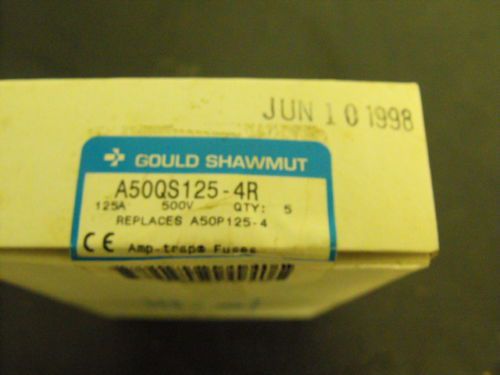 JUN 10 1998
GOULD SHAWMUT
A50QS125-4R
125A 500V QTY: 5
REPLACES A50P125-4
CE Amp-trap® Fuses